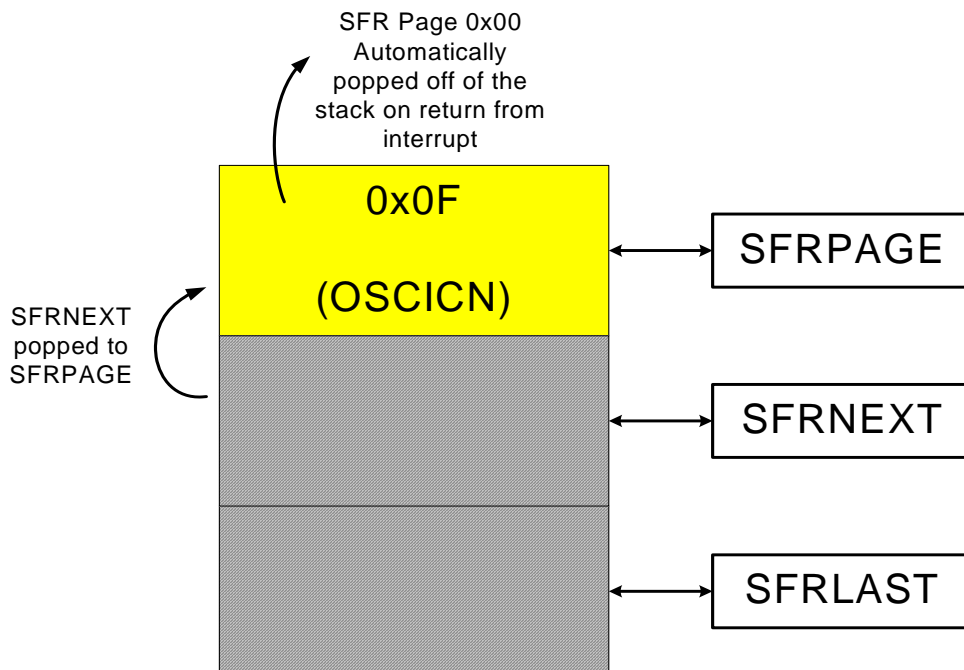 SFR Page 0x00
Automatically
popped off of the
stack on return from
interrupt
0x0F
(OSCICN)
SFRPAGE
SFRNEXT
popped to
SFRPAGE
SFRNEXT
SFRLAST